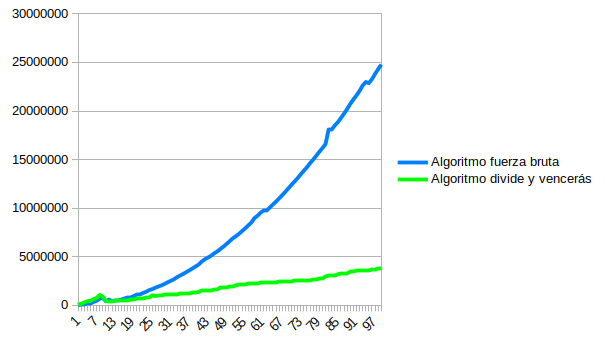 30000000
25000000
20000000
15000000
10000000
5000000
0
1 7 13 19 25 31 37 43 49 55 61 67 73 79 85 91 97
Algoritmo fuerza bruta
Algoritmo divide y vencerás